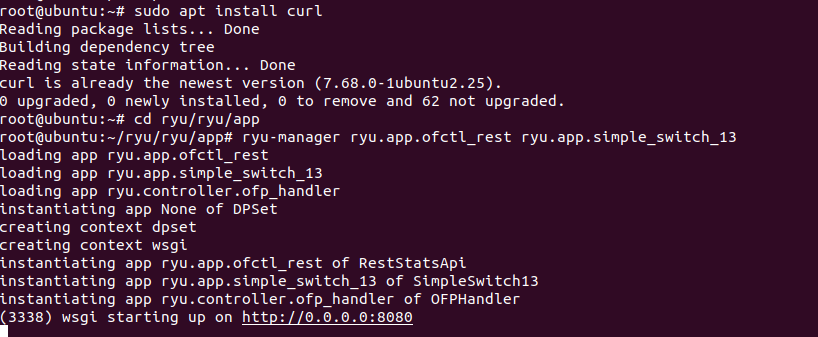 root@ubuntu:~# sudo apt install curl
Reading package lists... Done
Building dependency tree
Reading state information... Done
curl is already the newest version (7.68.0-1ubuntu2.25).
0 upgraded, 0 newly installed, 0 to remove and 62 not upgraded.
root@ubuntu:~# cd ryu/ryu/app
root@ubuntu:~/ryu/ryu/app# ryu-manager ryu.app.ofctl_rest ryu.app.simple_switch_13
loading app ryu.app.ofctl_rest
loading app ryu.app.simple_switch_13
loading app ryu.controller.ofp_handler
instantiating app None of DPSet
creating context dpset
creating context wsgi
instantiating app ryu.app.ofctl_rest of RestStatsApi
instantiating app ryu.app.simple_switch_13 of SimpleSwitch13
instantiating app ryu.controller.ofp_handler of OFPHandler
(3338) wsgi starting up on http://0.0.0.0:8080